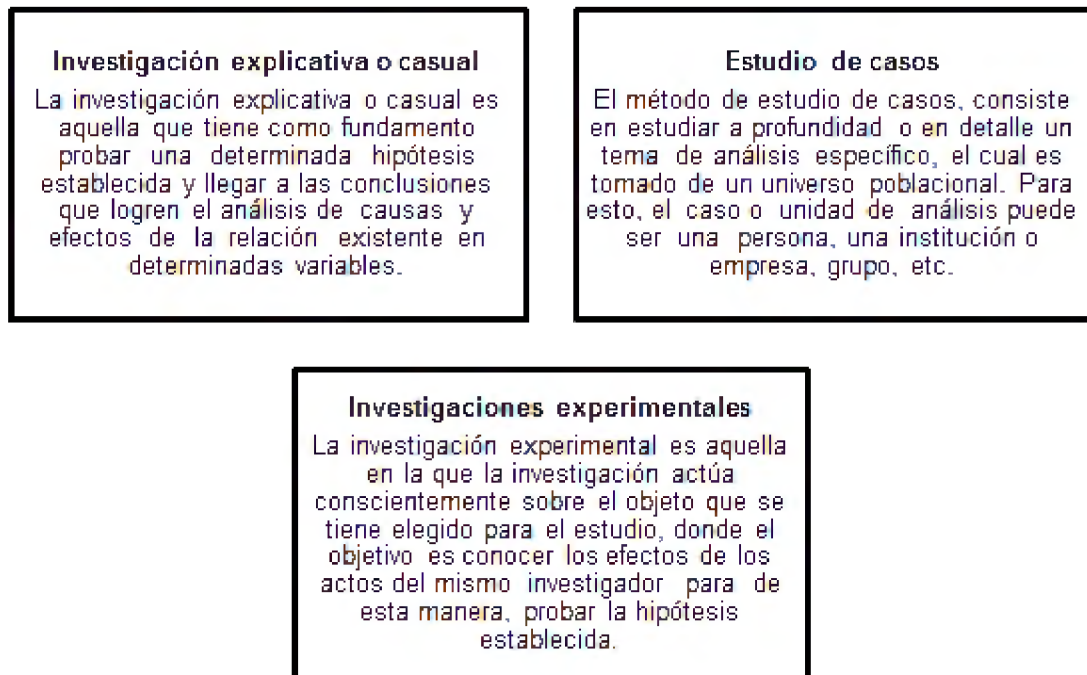 Investigación explicativa o casual
La investigación explicativa o casual es
aquella que tiene como fundamento
probar una determinada hipótesis
establecida y llegar a las conclusiones
que logren el análisis de causas y
efectos de la relación existente en
determinadas variables.
Estudio de casos
El método de estudio de casos, consiste
en estudiar a profundidad o en detalle un
tema de análisis específico, el cual es
tomado de un universo poblacional. Para
esto, el caso o unidad de análisis puede
ser una persona, una institución o
empresa, grupo, etc.
Investigaciones experimentales
La investigación experimental es aquella
en la que la investigación actúa
conscientemente sobre el objeto que se
tiene elegido para el estudio, donde el
objetivo es conocer los efectos de los
actos del mismo investigador para de
esta manera, probar la hipótesis
establecida.